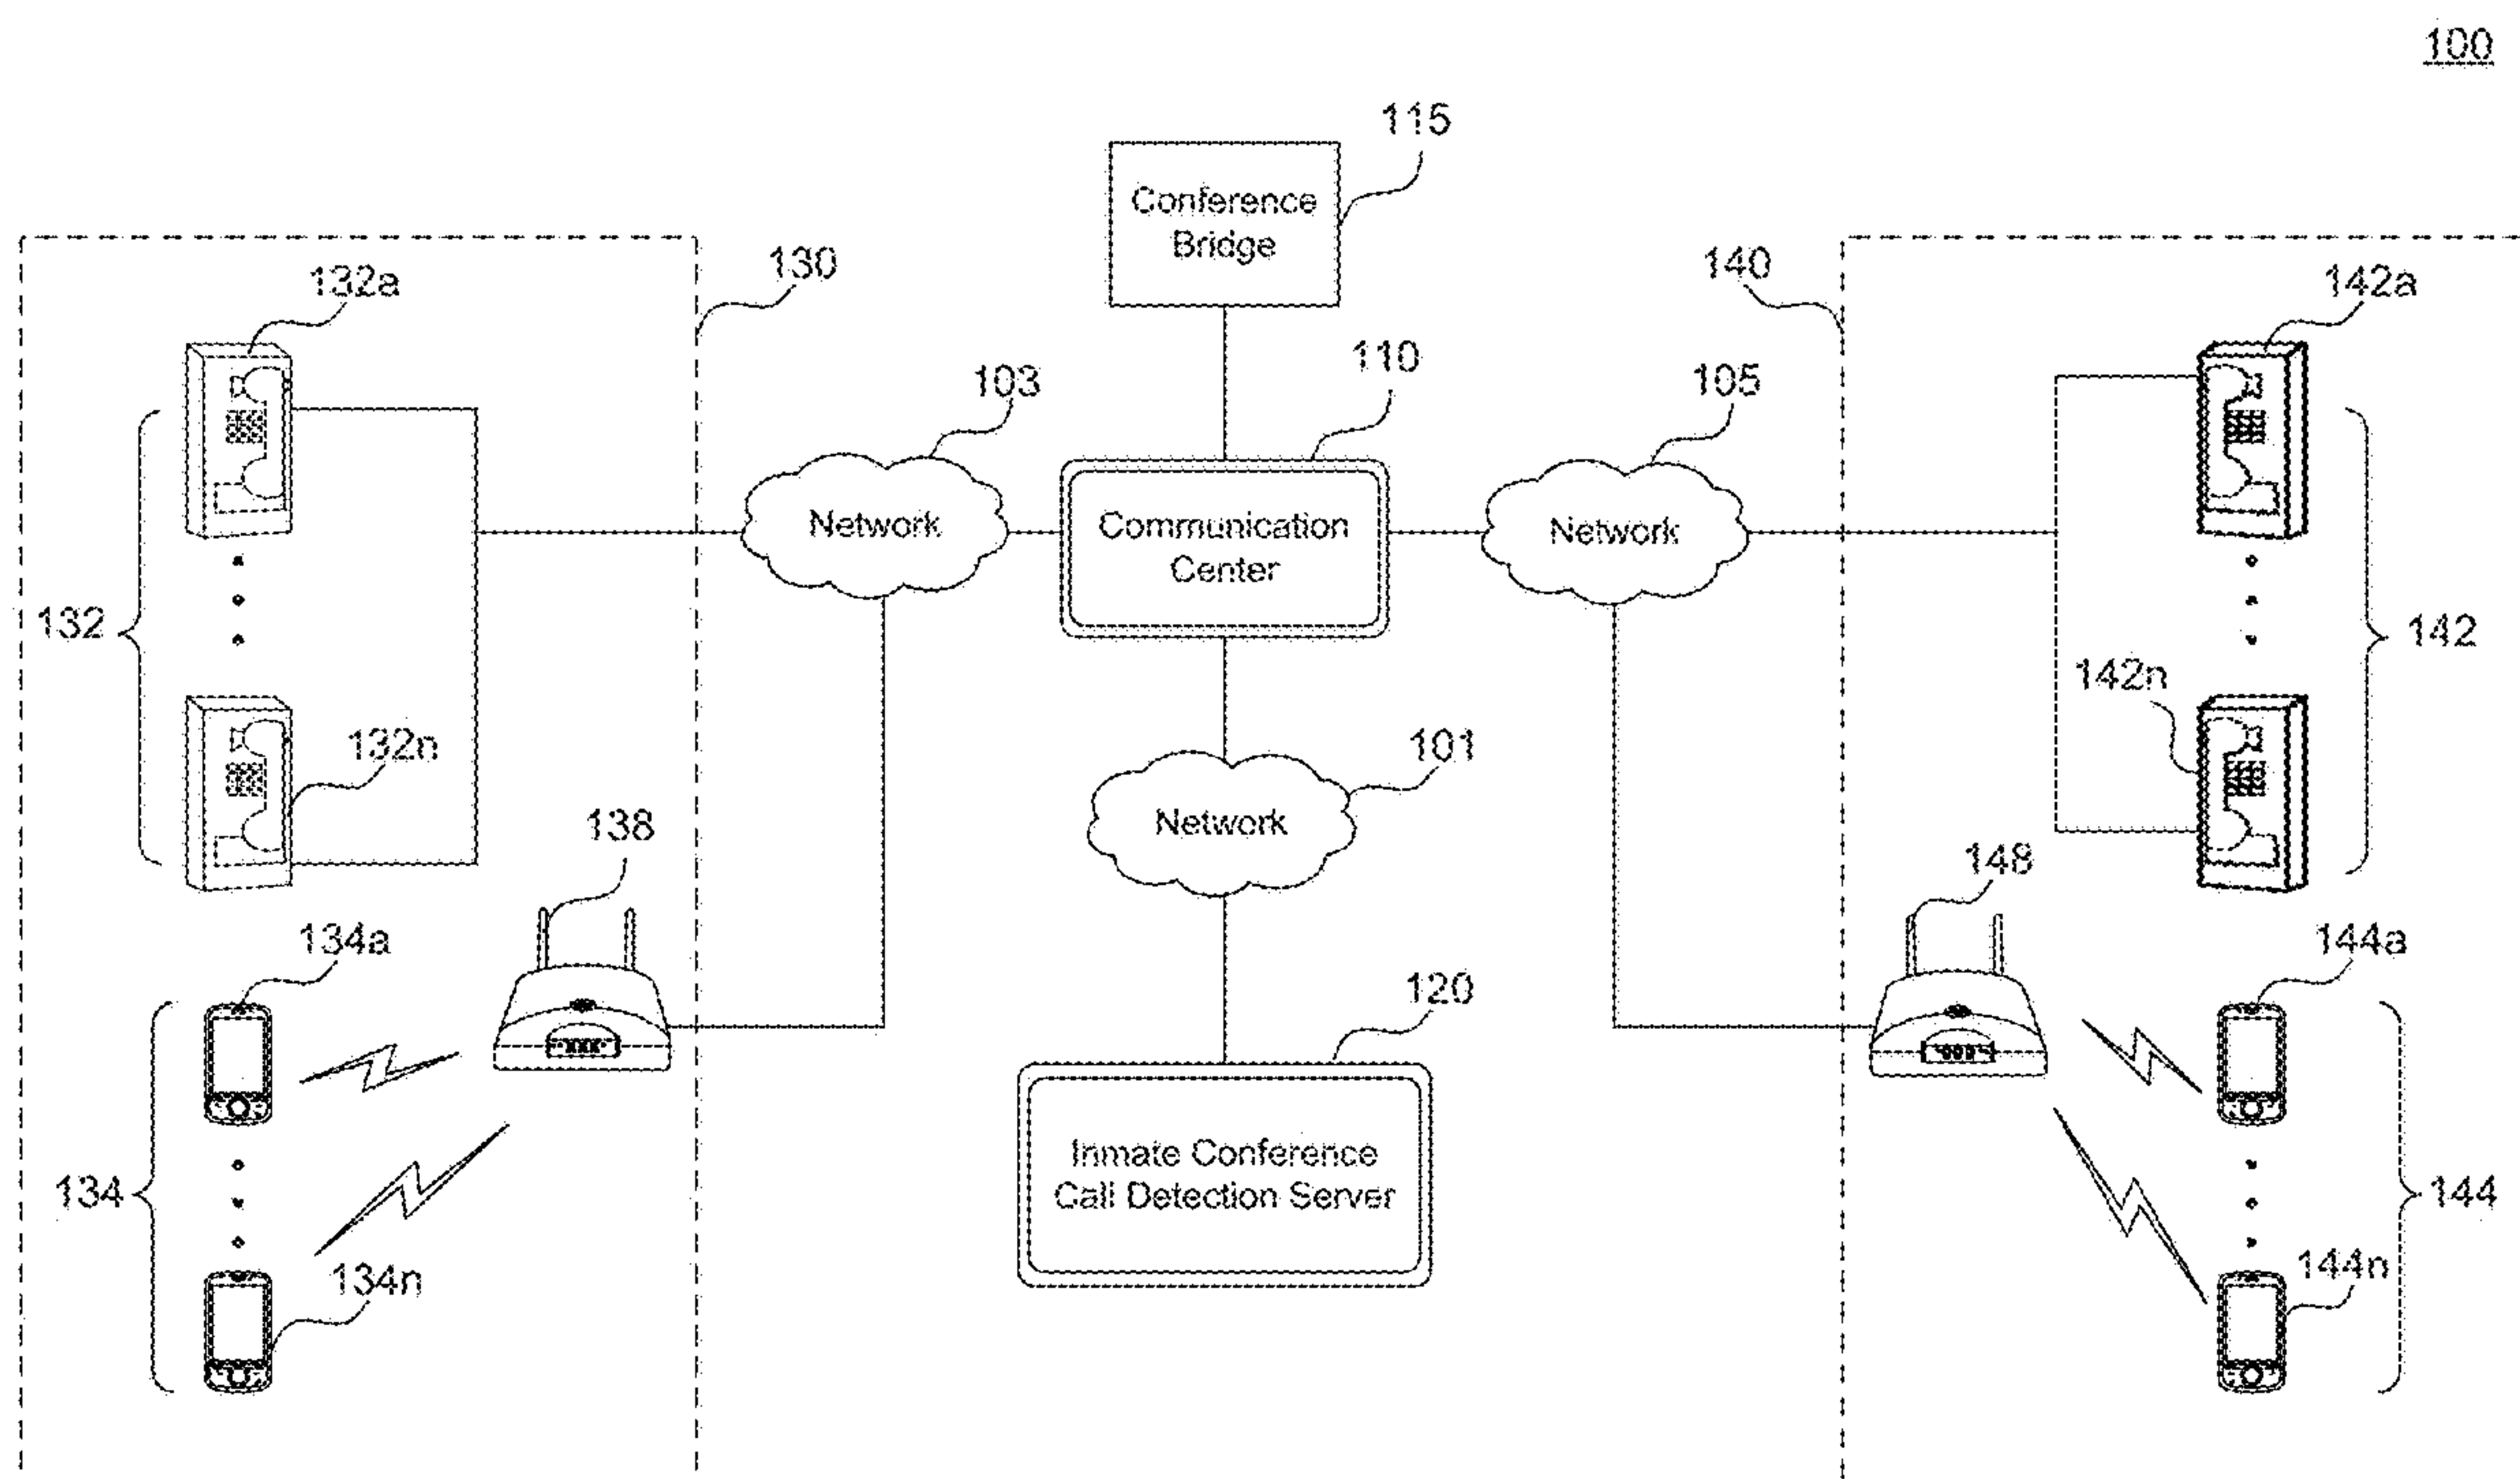 100
115
Conference
Bridge
130
140
132a
142a
103
110
105
Network
Communication
Center
Network
132
142
142n
132n
101
Network
138
148
134a
144a
120
Inmate Conference
Call Detection Server
134
144
134n
144n